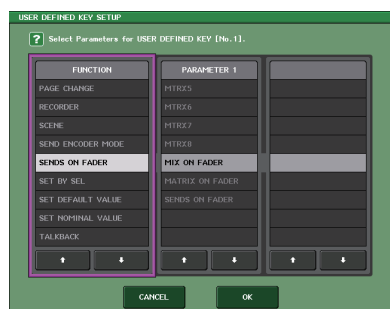 USER DEFINED KEY SETUP
? Select Parameters for USER DEFINED KEY [No.1].
FUNCTION
PAGE CHANGE
RECORDER
SCENE
SEND ENCODER MODE
SENDS ON FADER
SET BY SEL
SET DEFAULT VALUE
SET NOMINAL VALUE
TALKBACK
PARAMETER 1
MTRX5
MTRX6
MTRX7
MTRX8
MIX ON FADER
MATRIX ON FADER
SENDS ON FADER
CANCEL
OK